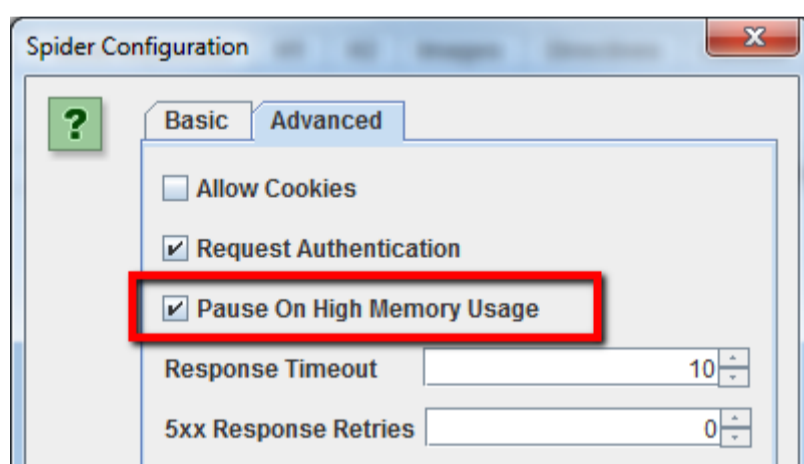 Spider Configuration
?
Basic Advanced
Allow Cookies
Request Authentication
Pause On High Memory Usage
Response Timeout 10
5xx Response Retries 0